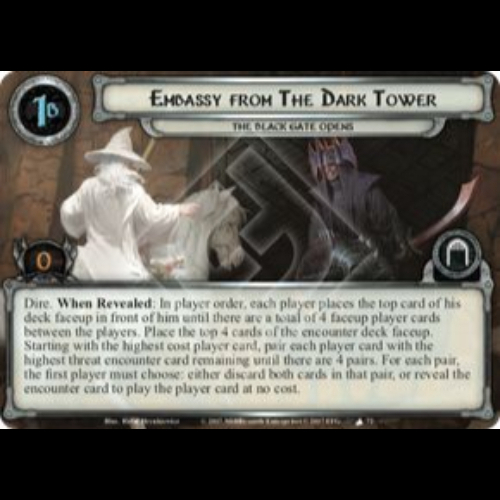 1B
Embassy from The Dark Tower
The Black Gate Opens
0
Dire. When Revealed: In player order, each player places the top card of his
deck faceup in front of him until there are a total of 4 faceup player cards
between the players. Place the top 4 cards of the encounter deck faceup.
Starting with the highest cost player card, pair each player card with the
highest threat encounter card remaining until there are 4 pairs. For each pair,
the first player must choose: either discard both cards in that pair, or reveal the
encounter card to play the player card at no cost.